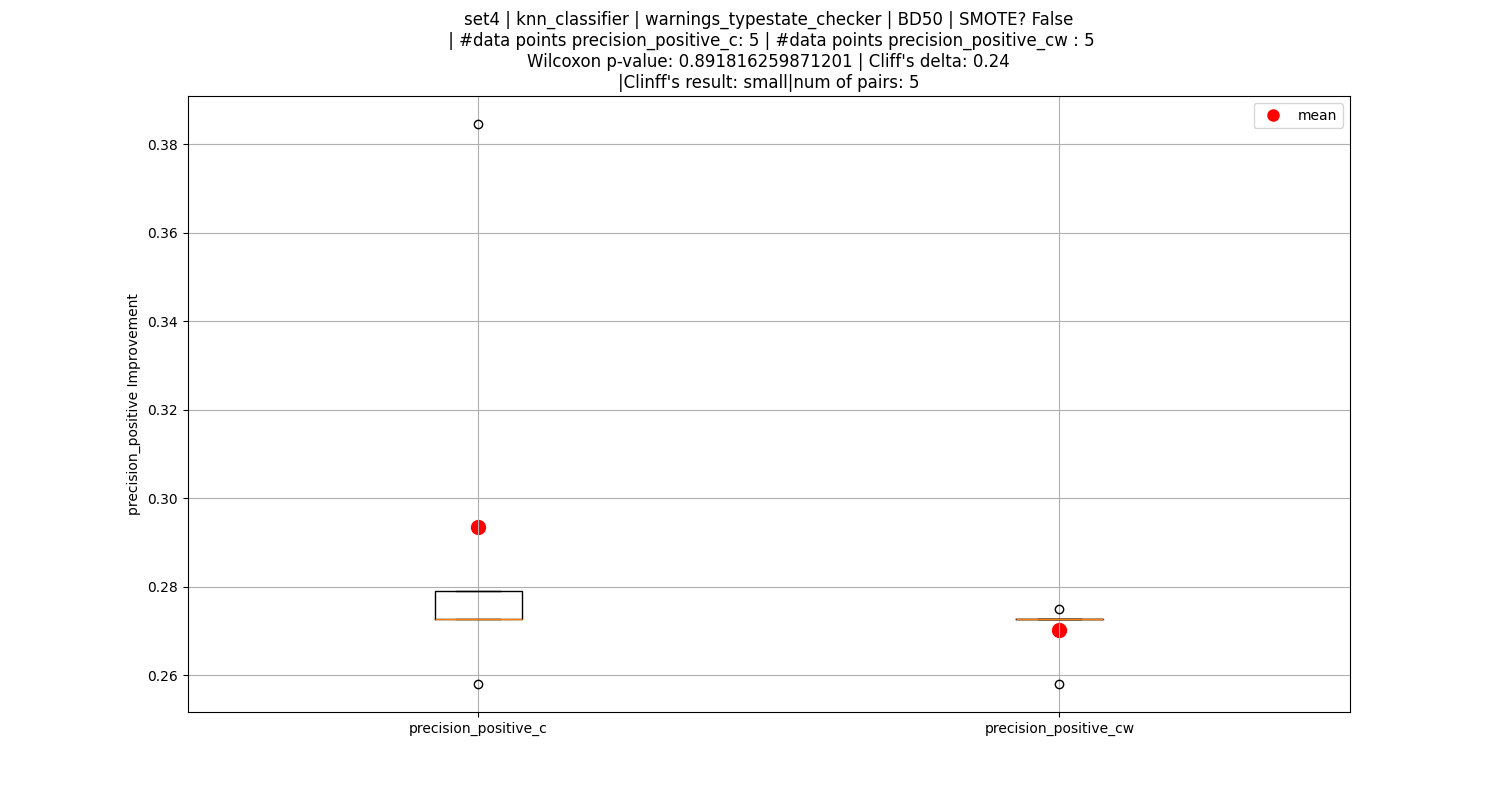 set4 | knn_classifier | warnings_typestate_checker | BD50 | SMOTE? False
| #data points precision_positive_c: 5 | #data points precision_positive_cw : 5
Wilcoxon p-value: 0.891816259871201 | Cliff's delta: 0.24
|Clinff's result: small|num of pairs: 5
mean
0.38
0.36
0.34
0.32
0.30
0.28
0.26
precision_positive Improvement
precision_positive_c
precision_positive_cw